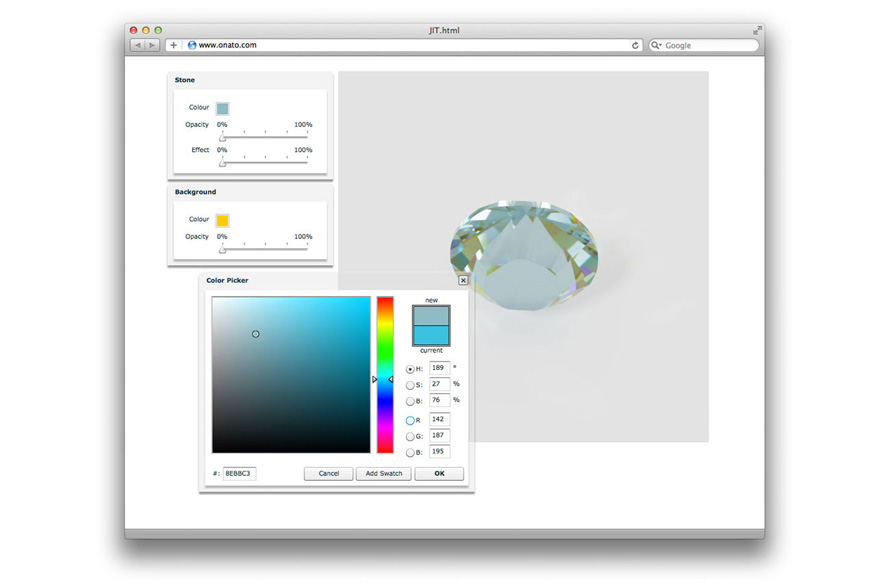 JIT.html
www.onato.com
Google
Stone
Colour
Opacity 0% 100%
Effect 0% 100%
Background
Colour
Opacity 0% 100%
Color Picker
new
current
H: 189 °
S: 27 %
B: 76 %
R 142
G: 187
B: 195
#: 8EBBC3
Cancel
Add Swatch
OK